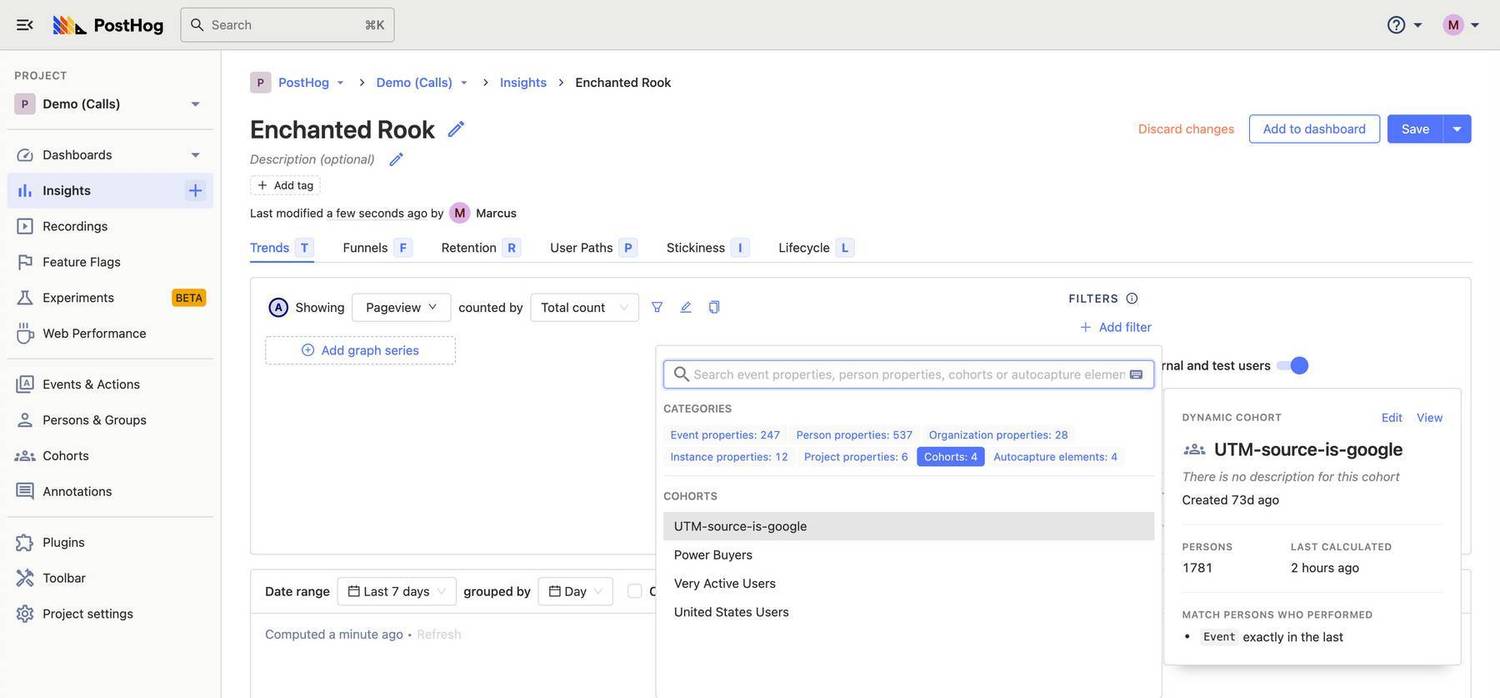 PostHog
Search ⌘K
M
PROJECT
P Demo (Calls)
Dashboards
Insights
Recordings
Feature Flags
Experiments BETA
Web Performance
Events & Actions
Persons & Groups
Cohorts
Annotations
Plugins
Toolbar
Project settings
P PostHog > Demo (Calls) > Insights > Enchanted Rook
Enchanted Rook
Discard changes Add to dashboard Save
Description (optional)
+ Add tag
Last modified a few seconds ago by M Marcus
Trends T Funnels F Retention R User Paths P Stickiness I Lifecycle L
A Showing Pageview counted by Total count
Add graph series
FILTERS
+ Add filter
rnal and test users
Search event properties, person properties, cohorts or autocapture elemen
CATEGORIES
Event properties: 247 Person properties: 537 Organization properties: 28
Instance properties: 12 Project properties: 6 Cohorts: 4 Autocapture elements: 4
COHORTS
UTM-source-is-google
Power Buyers
Very Active Users
United States Users
DYNAMIC COHORT Edit View
UTM-source-is-google
There is no description for this cohort
Created 73d ago
PERSONS LAST CALCULATED
1781 2 hours ago
MATCH PERSONS WHO PERFORMED
• Event exactly in the last
Date range Last 7 days grouped by Day
Computed a minute ago • Refresh